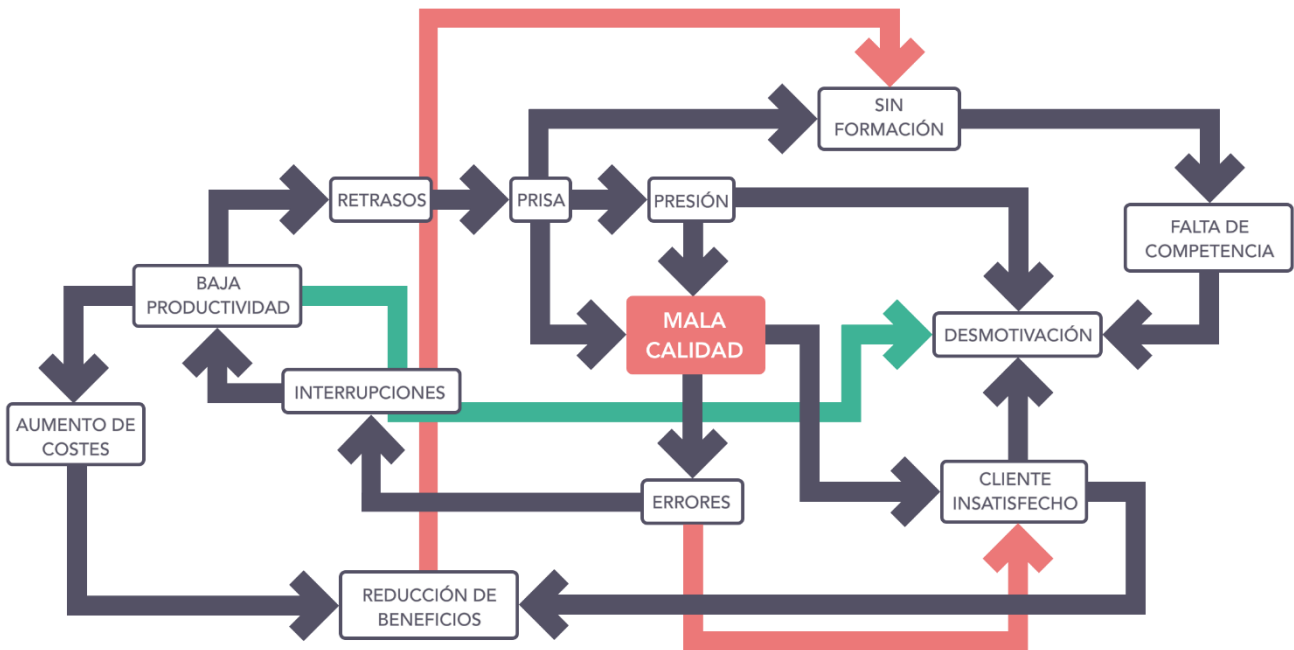 SIN
FORMACIÓN
RETRASOS
PRISA
PRESIÓN
FALTA DE
COMPETENCIA
BAJA
PRODUCTIVIDAD
MALA
CALIDAD
DESMOTIVACIÓN
INTERRUPCIONES
AUMENTO DE
COSTES
CLIENTE
INSATISFECHO
ERRORES
REDUCCIÓN DE
BENEFICIOS